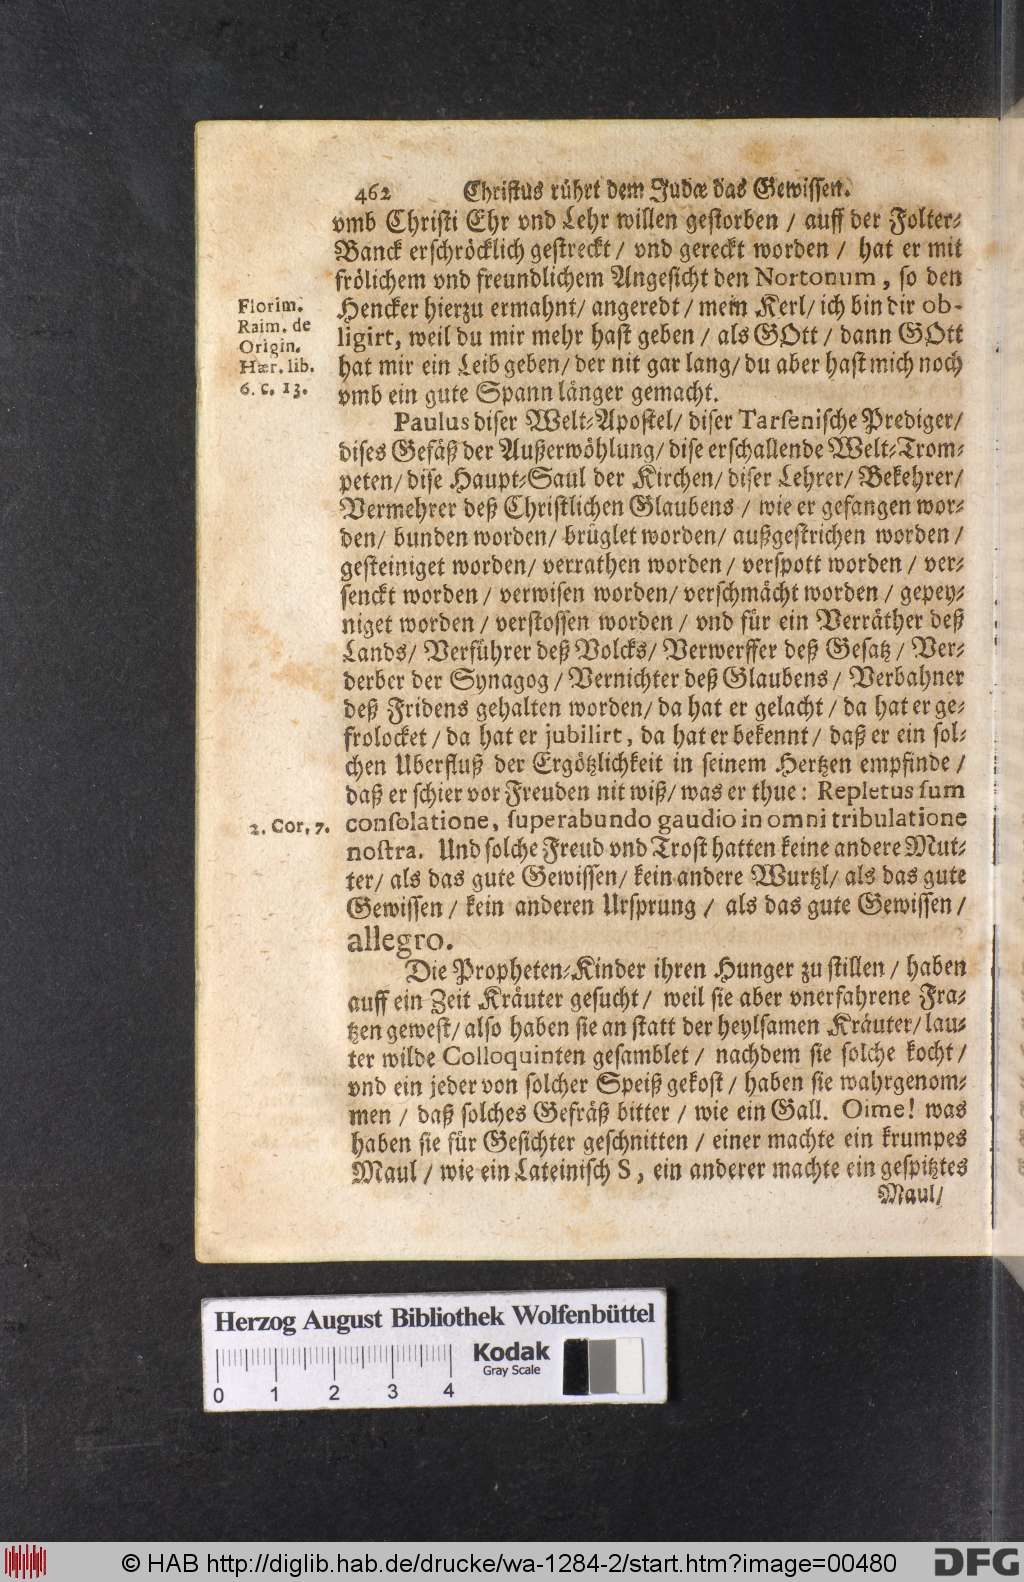 462 Christus rührt dem Judæ das Gewissen.
vmb Christi Ehr vnd Lehr willen gestorben / auff der Folter-
Banck erschröcklich gestreckt / vnd gereckt worden / hat er mit
frölichem vnd freundlichem Angesicht den Nortonum, so den
Florim.
Raim. de
Origin.
Hær. lib.
6. c. 13.
Hencker hierzu ermahnt / angeredt / mein Kerl / ich bin dir ob-
ligirt, weil du mir mehr hast geben / als GOtt / dann GOtt
hat mir ein Leib geben / der nit gar lang / du aber hast mich noch
vmb ein gute Spann länger gemacht.
Paulus diser Welt-Apostel / diser Tarsenische Prediger /
dises Gefäß der Außerwöhlung / dise erschallende Welt-Trom-
peten / dise Haupt-Saul der Kirchen / diser Lehrer / Bekehrer /
Vermehrer deß Christlichen Glaubens / wie er gefangen wor-
den / bunden worden / brüglet worden / außgestrichen worden /
gesteiniget worden / verrathen worden / verspott worden / ver-
senckt worden / verwisen worden / verschmächt worden / gepey-
niget worden / verstossen worden / vnd für ein Verräther deß
Lands / Verführer deß Volcks / Verwerffer deß Gesatz / Ver-
derber der Synagog / Vernichter deß Glaubens / Verbahner
deß Fridens gehalten worden / da hat er gelacht / da hat er ge-
frolocket / da hat er jubilirt, da hat er bekennt / daß er ein sol-
chen Uberfluß der Ergötzlichkeit in seinem Hertzen empfinde /
daß er schier vor Freuden nit wiß / was er thue: Repletus sum
2. Cor, 7.
consolatione, superabundo gaudio in omni tribulatione
nostra. Und solche Freud vnd Trost hatten keine andere Mut-
ter / als das gute Gewissen / kein andere Wurtzl / als das gute
Gewissen / kein anderen Ursprung / als das gute Gewissen /
allegro.
Die Propheten-Kinder ihren Hunger zu stillen / haben
auff ein Zeit Kräuter gesucht / weil sie aber vnerfahrene Fra-
tzen gewest / also haben sie an statt der heylsamen Kräuter / lau-
ter wilde Colloquinten gesamblet / nachdem sie solche kocht /
vnd ein jeder von solcher Speiß gekost / haben sie wahrgenom-
men / daß solches Gefräß bitter / wie ein Gall. Oime! was
haben sie für Gesichter geschnitten / einer machte ein krumpes
Maul / wie ein Lateinisch S, ein anderer machte ein gespitztes
Maul /
Herzog August Bibliothek Wolfenbüttel
Kodak
Gray Scale
0 1 2 3 4
© HAB http://diglib.hab.de/drucke/wa-1284-2/start.htm?image=00480
DFG